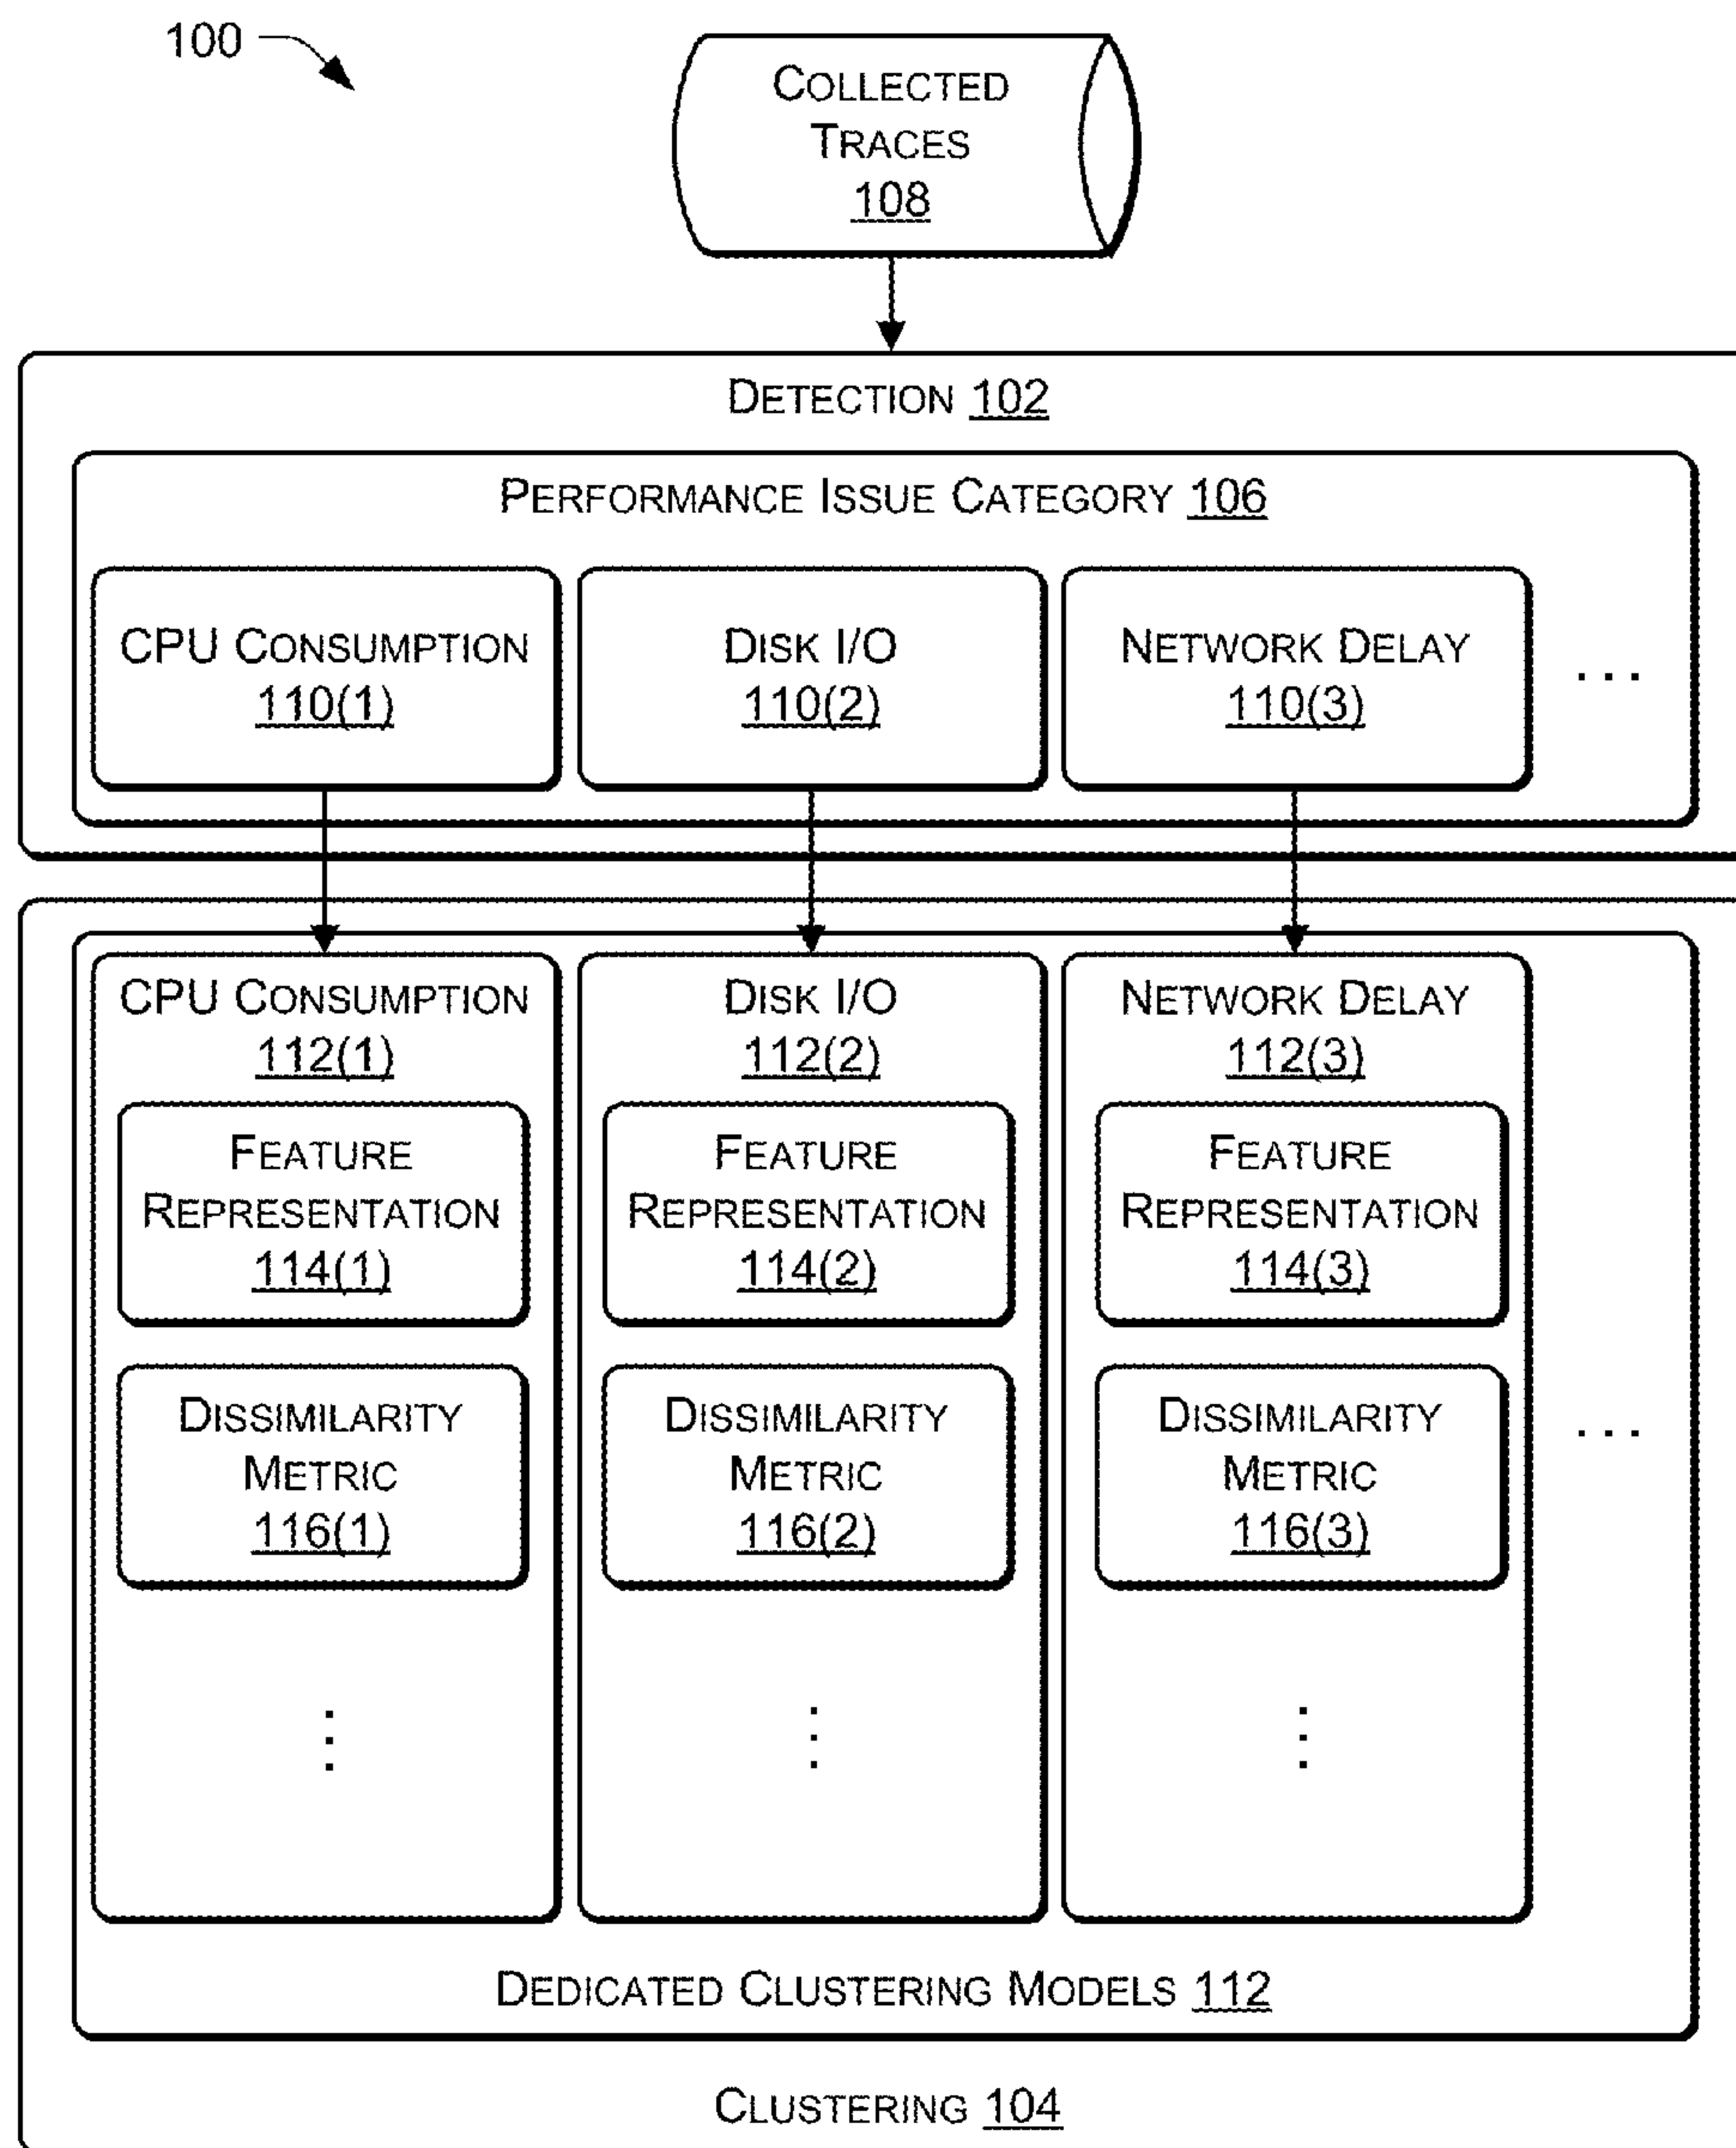 100
COLLECTED
TRACES
108
DETECTION 102
PERFORMANCE ISSUE CATEGORY 106
CPU CONSUMPTION
110(1)
DISK I/O
110(2)
NETWORK DELAY
110(3)
...
CPU CONSUMPTION
112(1)
FEATURE
REPRESENTATION
114(1)
DISSIMILARITY
METRIC
116(1)
DISK I/O
112(2)
FEATURE
REPRESENTATION
114(2)
DISSIMILARITY
METRIC
116(2)
NETWORK DELAY
112(3)
FEATURE
REPRESENTATION
114(3)
DISSIMILARITY
METRIC
116(3)
...
DEDICATED CLUSTERING MODELS 112
CLUSTERING 104